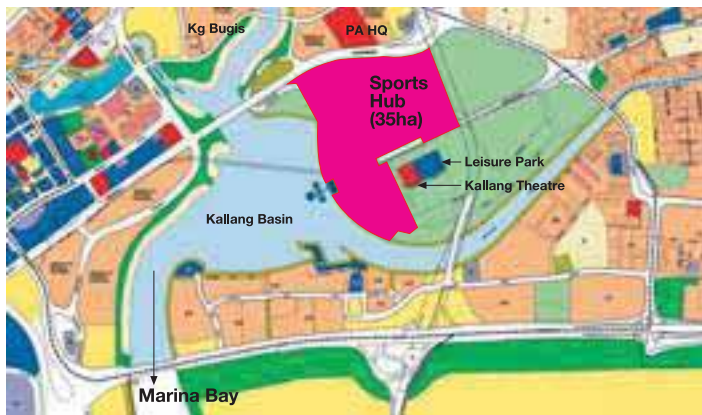 Kg Bugis
PA HQ
Sports
Hub
(35ha)
Leisure Park
Kallang Theatre
Kallang Basin
Marina Bay